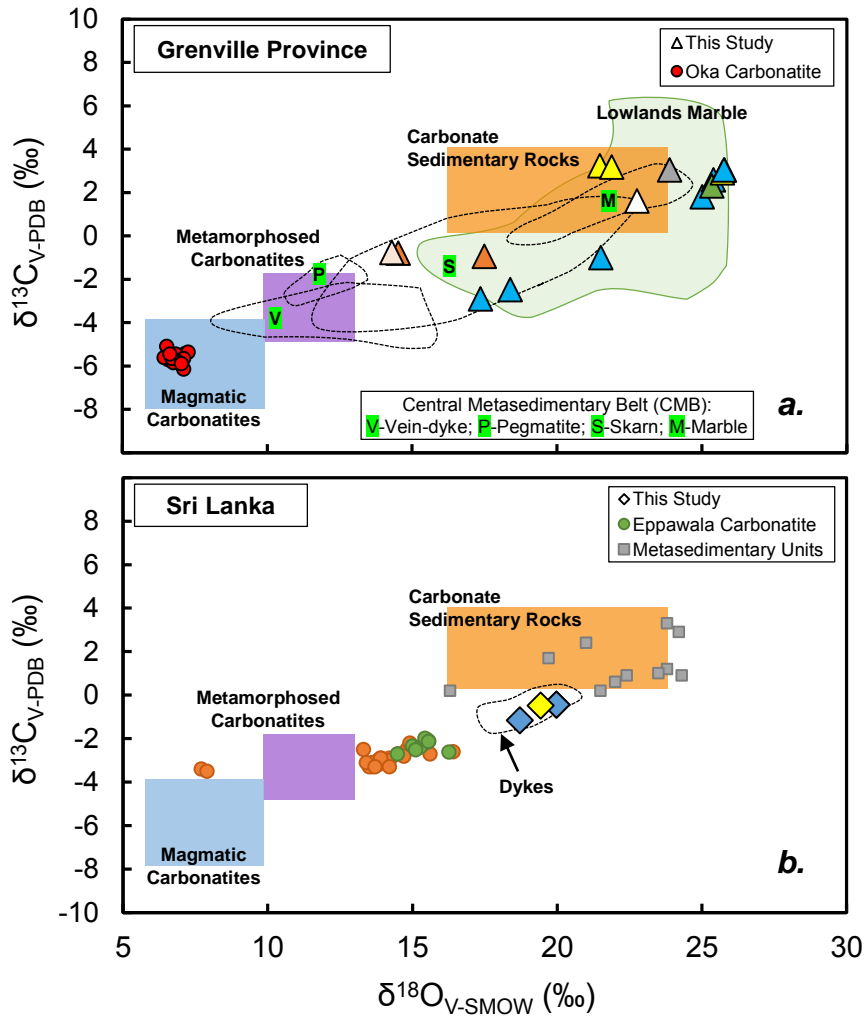 Grenville Province
This Study
Oka Carbonatite
Lowlands Marble
Carbonate
Sedimentary Rocks
M
Metamorphosed
Carbonatites
P
S
V
Magmatic
Carbonatites
Central Metasedimentary Belt (CMB):
V-Vein-dyke; P-Pegmatite; S-Skarn; M-Marble
a.
10
8
6
4
2
0
-2
-4
-6
-8
δ13CV-PDB (‰)
Sri Lanka
This Study
Eppawala Carbonatite
Metasedimentary Units
Carbonate
Sedimentary Rocks
Metamorphosed
Carbonatites
Dykes
Magmatic
Carbonatites
b.
8
6
4
2
0
-2
-4
-6
-8
-10
δ13CV-PDB (‰)
5 10 15 20 25 30
δ18OV-SMOW (‰)